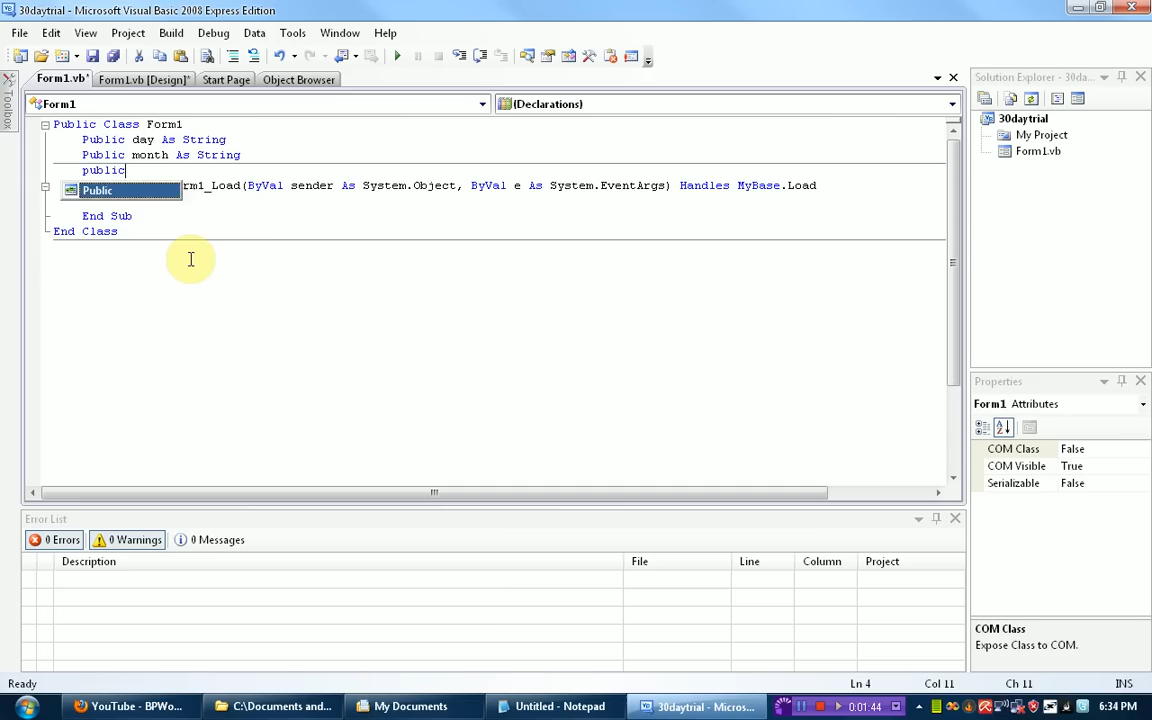 30daytrial - Microsoft Visual Basic 2008 Express Edition
File Edit View Project Build Debug Data Tools Window Help
Form1.vb* Form1.vb [Design]* Start Page Object Browser
Toolbox
Form1 (Declarations)
Public Class Form1
Public day As String
Public month As String
public
Public
rm1_Load(ByVal sender As System.Object, ByVal e As System.EventArgs) Handles MyBase.Load
End Sub
End Class
Solution Explorer - 30da...
30daytrial
My Project
Form1.vb
Properties
Form1 Attributes
COM Class False
COM Visible True
Serializable False
COM Class
Expose Class to COM.
Error List
0 Errors 0 Warnings 0 Messages
Description File Line Column Project
Ready Ln 4 Col 11 Ch 11 INS
YouTube - BPWo... C:\Documents and... My Documents Untitled - Notepad 30daytrial - Micros... 0:01:44 6:34 PM